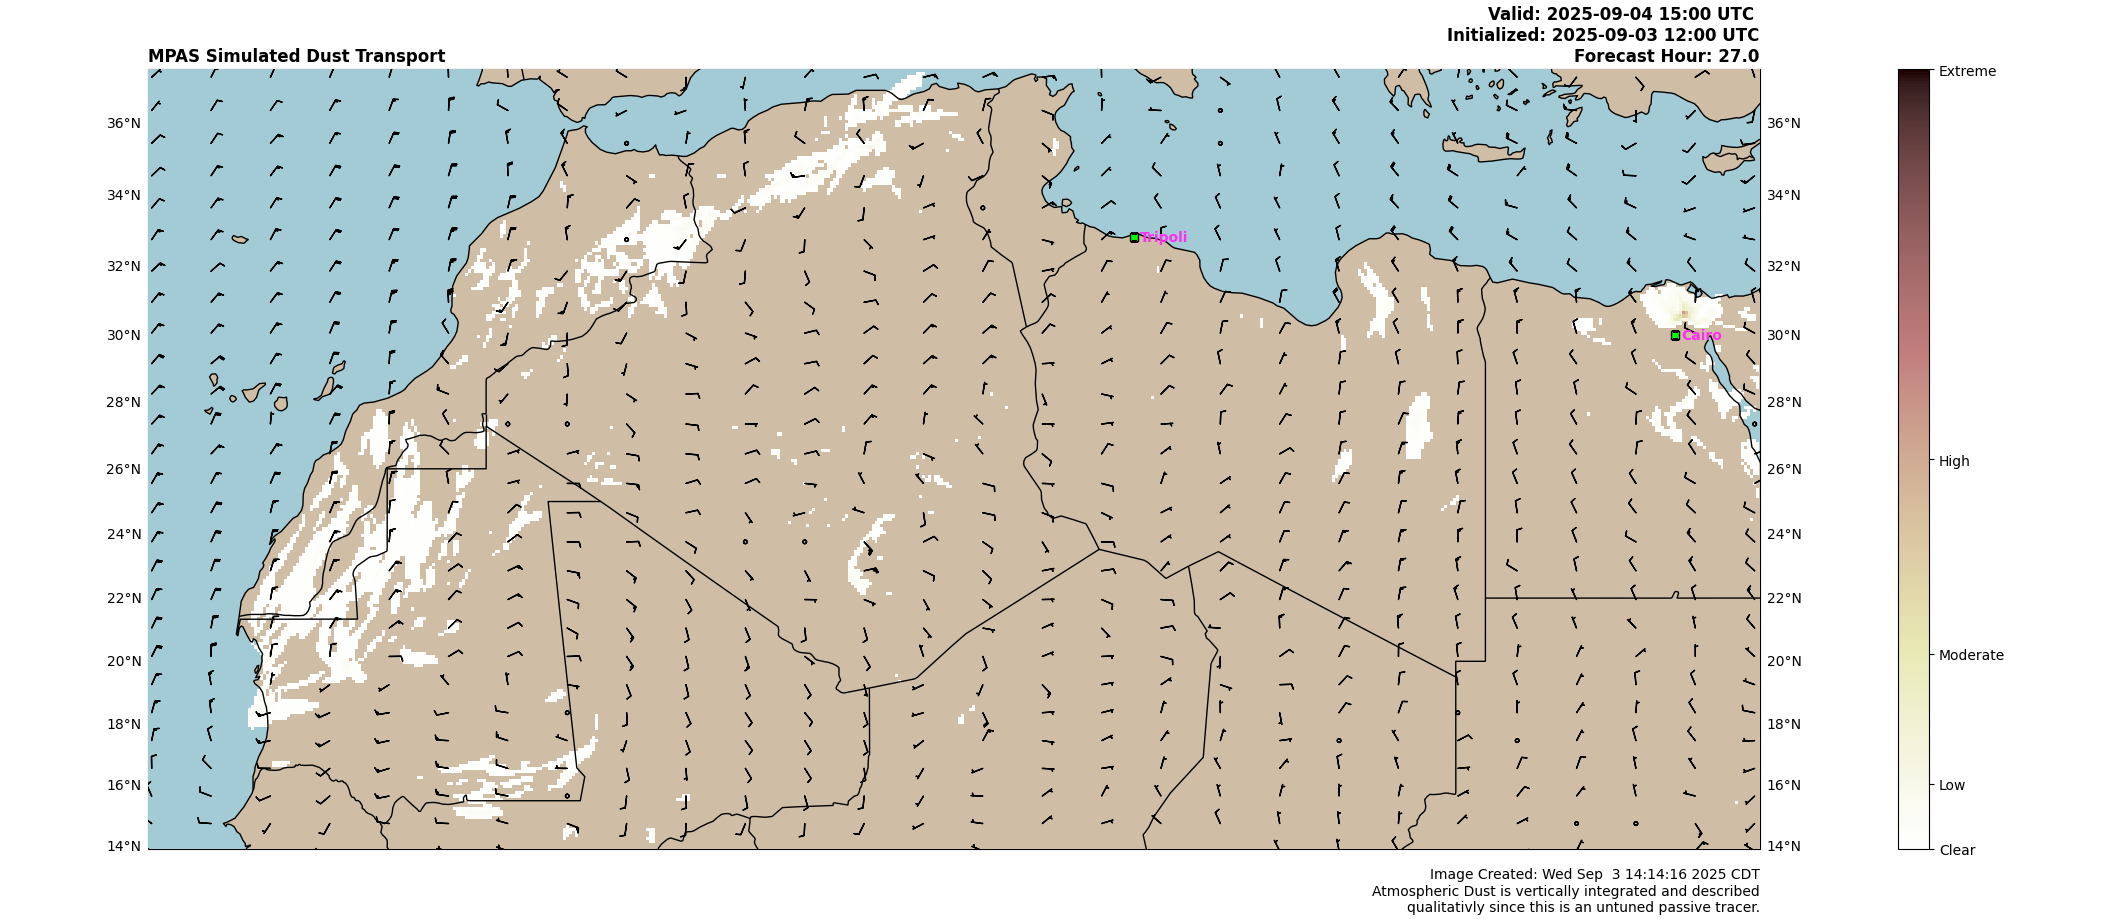 Valid: 2025-09-04 15:00 UTC
Initialized: 2025-09-03 12:00 UTC
MPAS Simulated Dust Transport
Forecast Hour: 27.0
36°N
34°N
32°N
30°N
28°N
26°N
24°N
22°N
20°N
18°N
16°N
14°N
Tripoli
Cairo
36°N
34°N
32°N
30°N
28°N
26°N
24°N
22°N
20°N
18°N
16°N
14°N
Extreme
High
Moderate
Low
Clear
Image Created: Wed Sep  3 14:14:16 2025 CDT
Atmospheric Dust is vertically integrated and described
qualitativly since this is an untuned passive tracer.